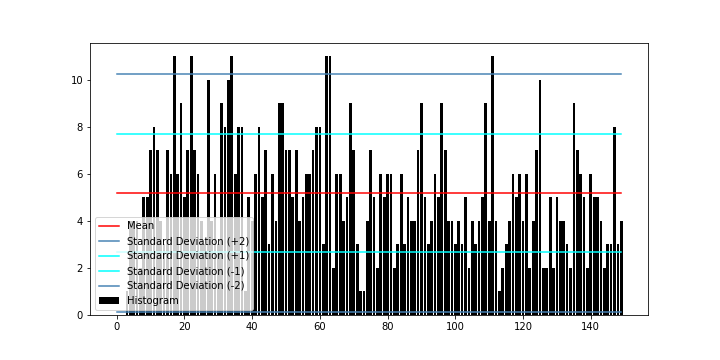 10
8
6
4
2
0
Mean
Standard Deviation (+2)
Standard Deviation (+1)
Standard Deviation (-1)
Standard Deviation (-2)
Histogram
0 20 40 60 80 100 120 140